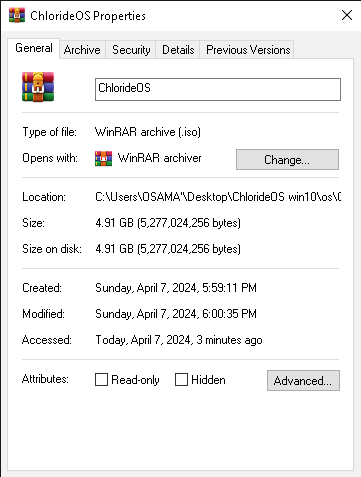 ChlorideOS Properties
General Archive Security Details Previous Versions
ChlorideOS
Type of file: WinRAR archive (.iso)
Opens with: WinRAR archiver Change...
Location: C:\Users\OSAMA"\Desktop\ChlorideOS win10\os\
Size: 4.91 GB (5,277,024,256 bytes)
Size on disk: 4.91 GB (5,277,024,256 bytes)
Created: Sunday, April 7, 2024, 5:59:11 PM
Modified: Sunday, April 7, 2024, 6:00:35 PM
Accessed: Today, April 7, 2024, 3 minutes ago
Attributes: Read-only Hidden Advanced...